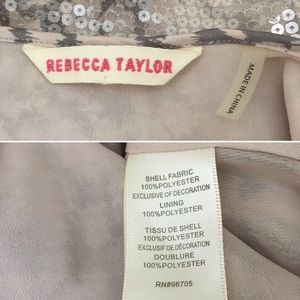 REBECCA TAYLOR
MADE IN CHINA
SHELL FABRIC
100%POLYESTER
EXCLUSIVE OF DECORATION
LINING
100%POLYESTER
TISSU DE SHELL
100%POLYESTER
EXCLUSIF DE DÉCORATION
DOUBLURE
100%POLYESTER
RN#96705